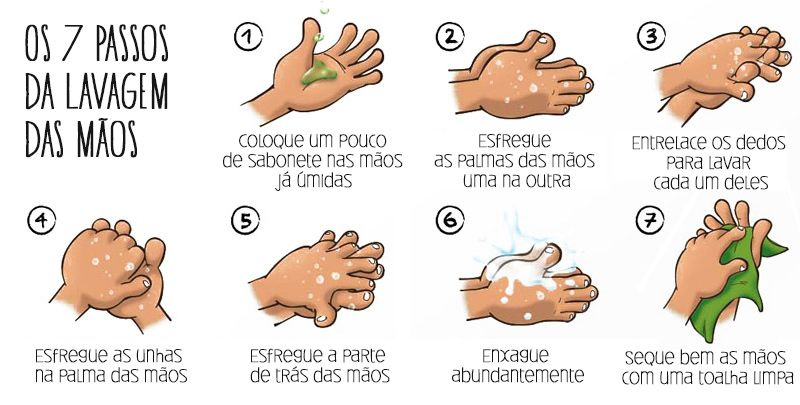 OS 7 PASSOS
DA LAVAGEM
DAS MÃOS
1
COLOQUE UM POUCO
DE SABONETE NAS MÃOS
JÁ ÚMIDAS
2
ESFREGUE
AS PALMAS DAS MÃOS
UMA NA OUTRA
3
ENTRELACE OS DEDOS
PARA LAVAR
CADA UM DELES
4
ESFREGUE AS UNHAS
NA PALMA DAS MÃOS
5
ESFREGUE A PARTE
DE TRÁS DAS MÃOS
6
ENXAGUE
ABUNDANTEMENTE
7
SEQUE BEM AS MÃOS
COM UMA TOALHA LIMPA